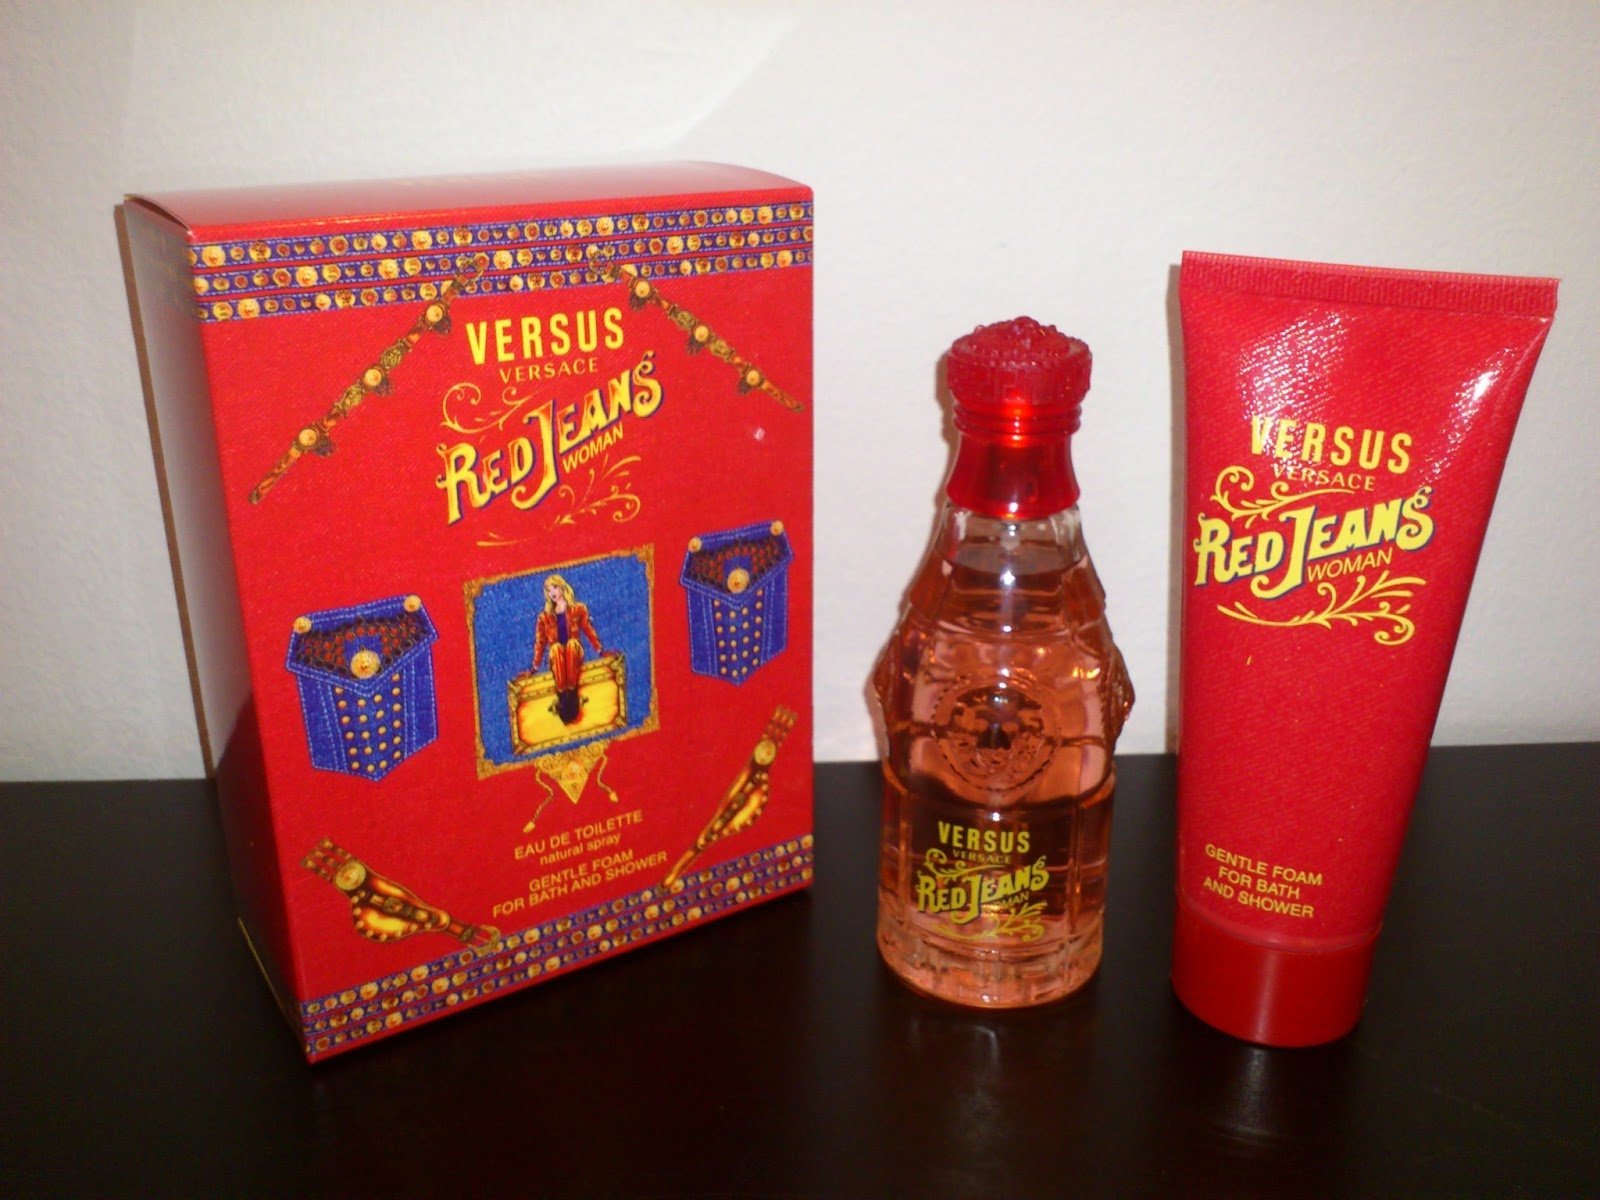 VERSUS
VERSACE
RED JEANS
WOMAN
EAU DE TOILETTE
natural spray
GENTLE FOAM
FOR BATH AND SHOWER
VERSUS
VERSACE
RED JEANS
WOMAN
VERSUS
VERSACE
RED JEANS
WOMAN
GENTLE FOAM
FOR BATH
AND SHOWER